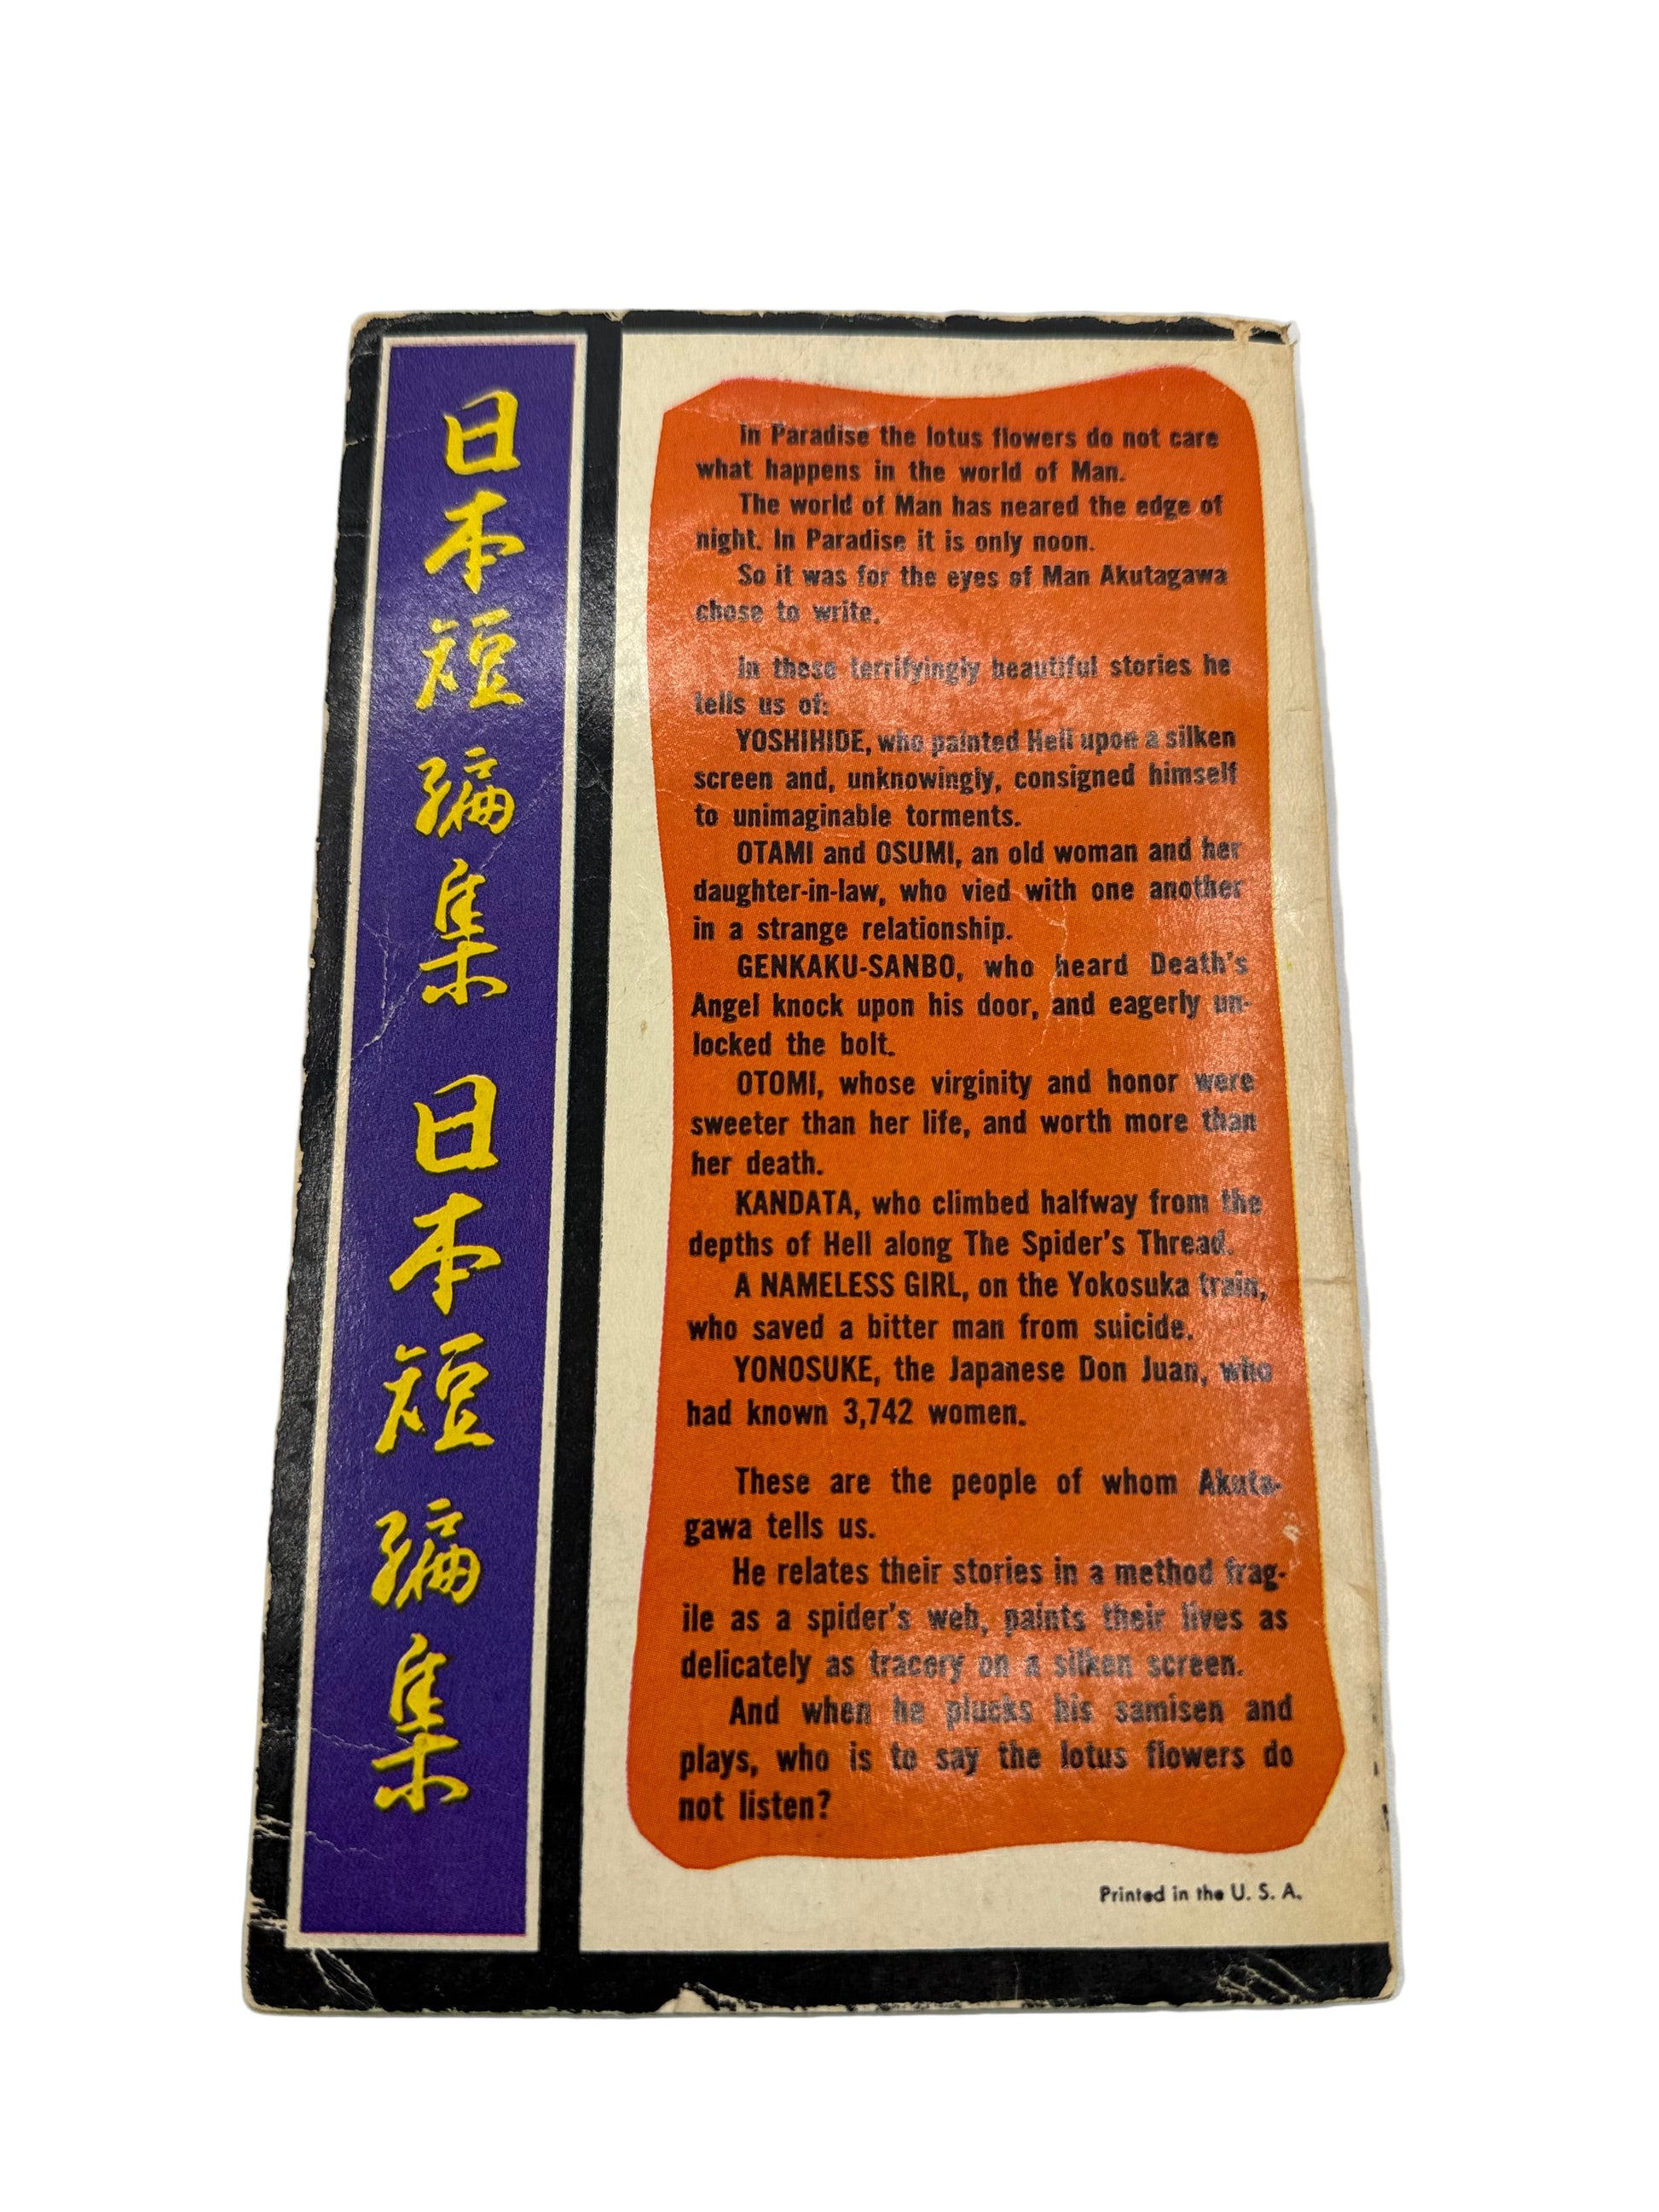 日本短編集 日本短編集
In Paradise the lotus flowers do not care
what happens in the world of Man.
The world of Man has neared the edge of
night. In Paradise it is only noon.
So it was for the eyes of Man Akutagawa
chose to write.
In these terrifyingly beautiful stories he
tells us of:
YOSHIHIDE, who painted Hell upon a silken
screen and, unknowingly, consigned himself
to unimaginable torments.
OTAMI and OSUMI, an old woman and her
daughter-in-law, who vied with one another
in a strange relationship.
GENKAKU-SANBO, who heard Death's
Angel knock upon his door, and eagerly un-
locked the bolt.
OTOMI, whose virginity and honor were
sweeter than her life, and worth more than
her death.
KANDATA, who climbed halfway from the
depths of Hell along The Spider's Thread.
A NAMELESS GIRL, on the Yokosuka train,
who saved a bitter man from suicide.
YONOSUKE, the Japanese Don Juan, who
had known 3,742 women.
These are the people of whom Akuta-
gawa tells us.
He relates their stories in a method frag-
ile as a spider's web, paints their lives as
delicately as tracery on a silken screen.
And when he plucks his samisen and
plays, who is to say the lotus flowers do
not listen?
Printed in the U. S. A.